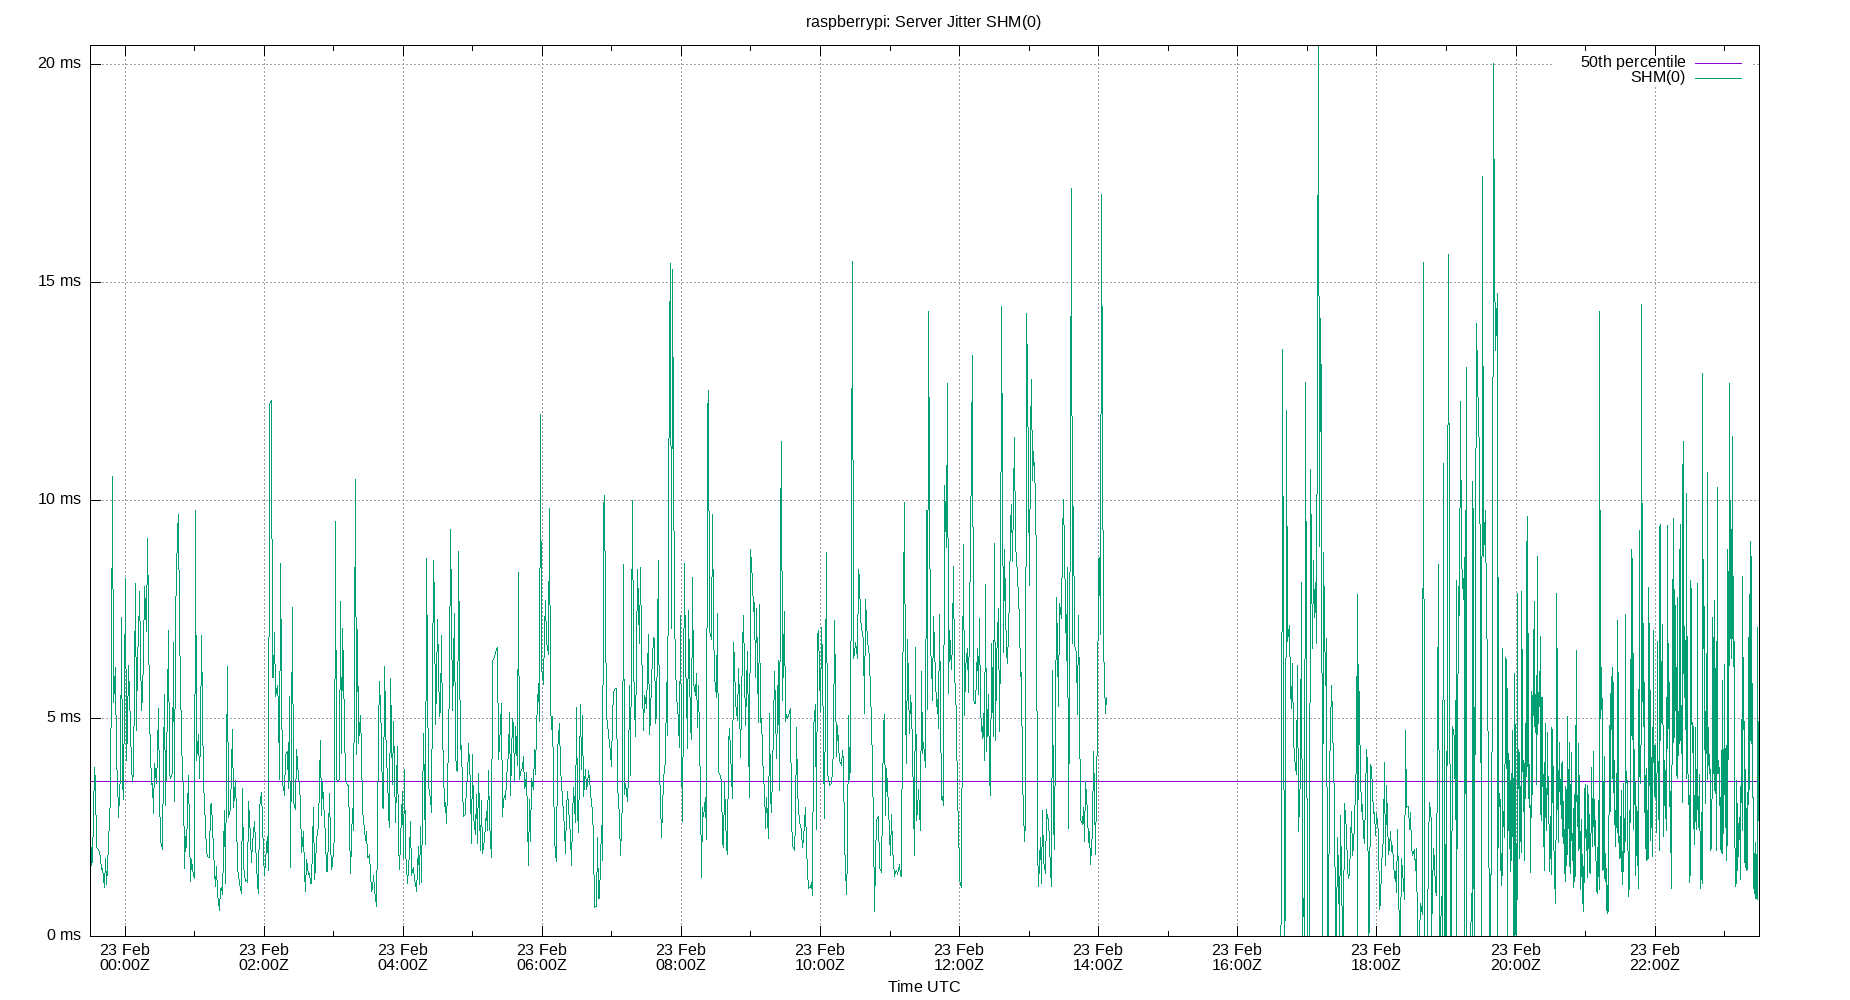 raspberrypi: Server Jitter SHM(0)
20 ms
15 ms
10 ms
5 ms
0 ms
50th percentile
SHM(0)
23 Feb 23 Feb 23 Feb 23 Feb 23 Feb 23 Feb 23 Feb 23 Feb 23 Feb 23 Feb 23 Feb 23 Feb
00:00Z 02:00Z 04:00Z 06:00Z 08:00Z 10:00Z 12:00Z 14:00Z 16:00Z 18:00Z 20:00Z 22:00Z
Time UTC